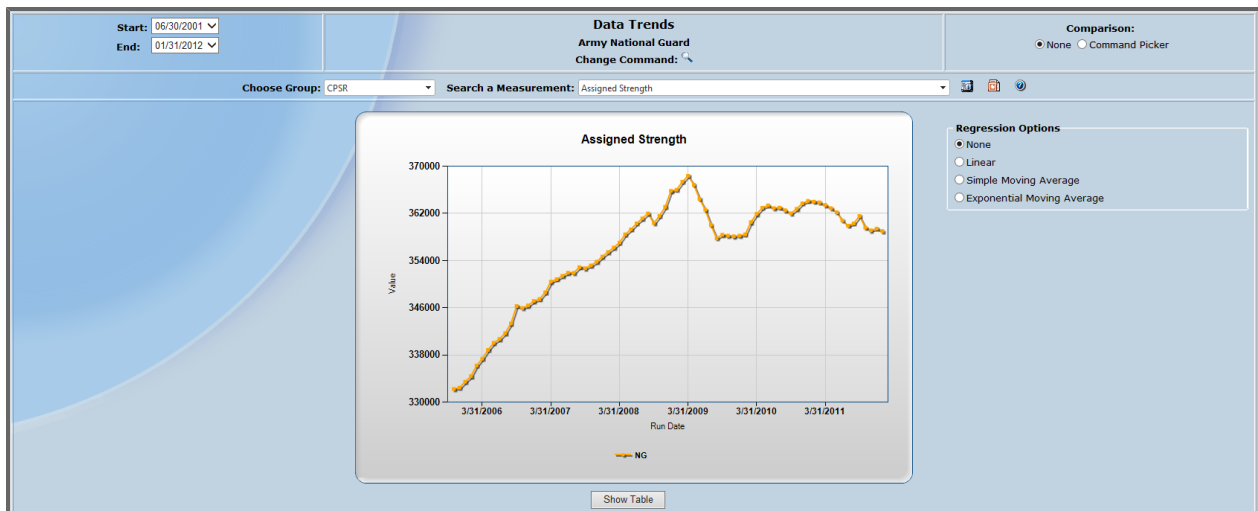 Start: 06/30/2001
End: 01/31/2012
Data Trends
Army National Guard
Change Command:
Comparison:
None Command Picker
Choose Group: CPSR Search a Measurement: Assigned Strength
Assigned Strength
370000
362000
354000
346000
338000
330000
Value
3/31/2006 3/31/2007 3/31/2008 3/31/2009 3/31/2010 3/31/2011
Run Date
NG
Regression Options
None
Linear
Simple Moving Average
Exponential Moving Average
Show Table